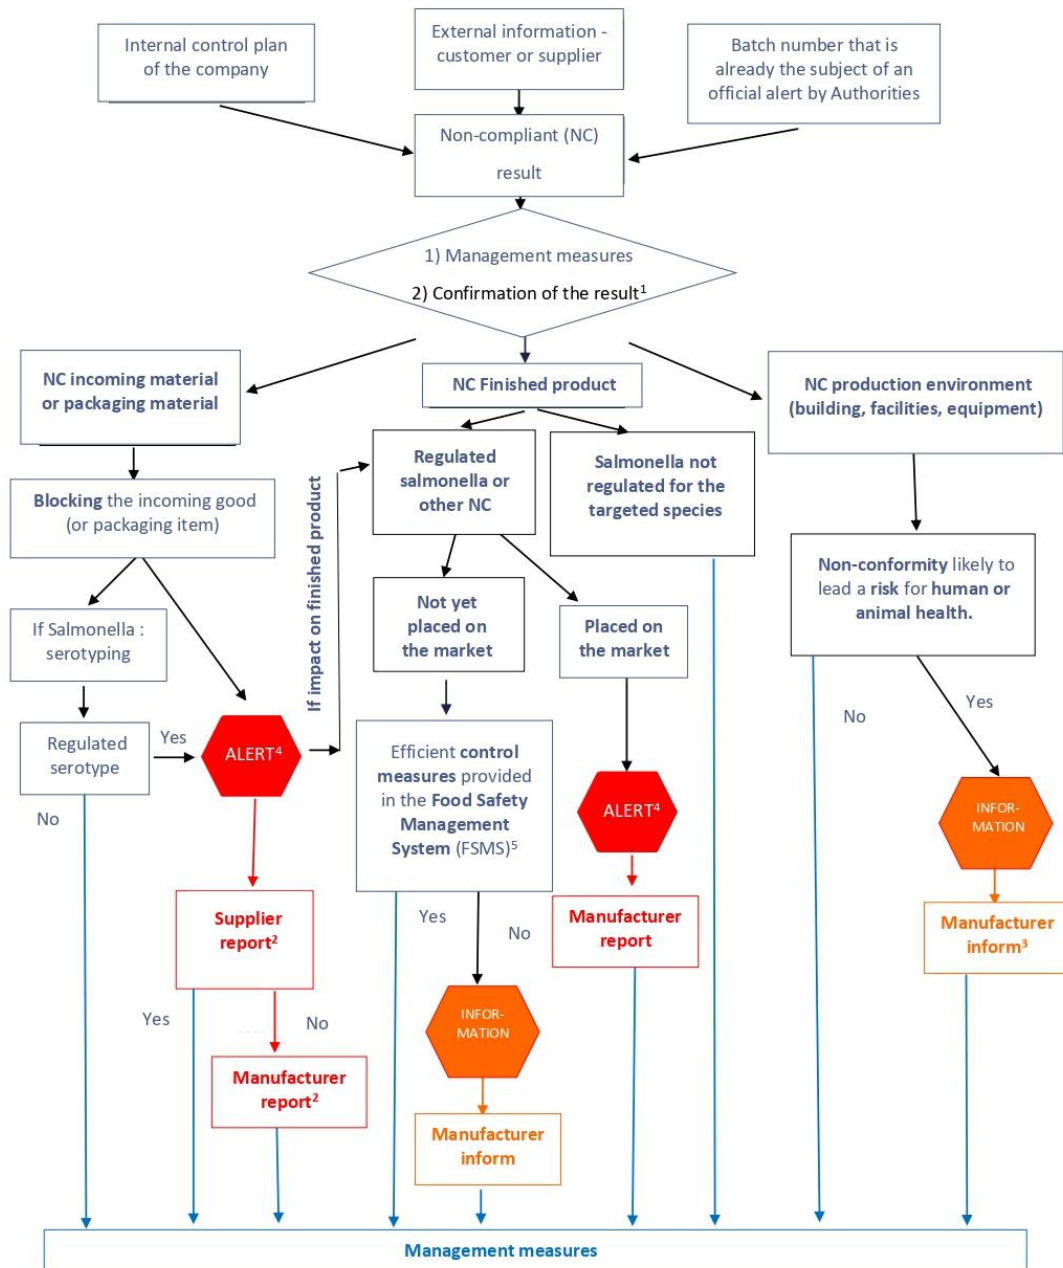 Internal control plan
of the company
External information -
customer or supplier
Batch number that is
already the subject of an
official alert by Authorities
Non-compliant (NC)
result
1) Management measures
2) Confirmation of the result¹
NC incoming material
or packaging material
NC Finished product
NC production environment
(building, facilities, equipment)
Blocking the incoming good
(or packaging item)
If impact on finished product
Regulated
salmonella or
other NC
Salmonella not
regulated for the
targeted species
Non-conformity likely to
lead a risk for human or
animal health.
If Salmonella :
serotyping
Not yet
placed on
the market
Placed on
the market
Regulated
serotype
Yes
No
ALERT⁴
Efficient control
measures provided
in the Food Safety
Management
System (FSMS)⁵
ALERT⁴
No
Yes
INFOR-
MATION
Supplier
report²
Yes
No
Manufacturer
report
Manufacturer
inform³
Yes
No
INFOR-
MATION
Manufacturer
report²
Manufacturer
inform
Management measures